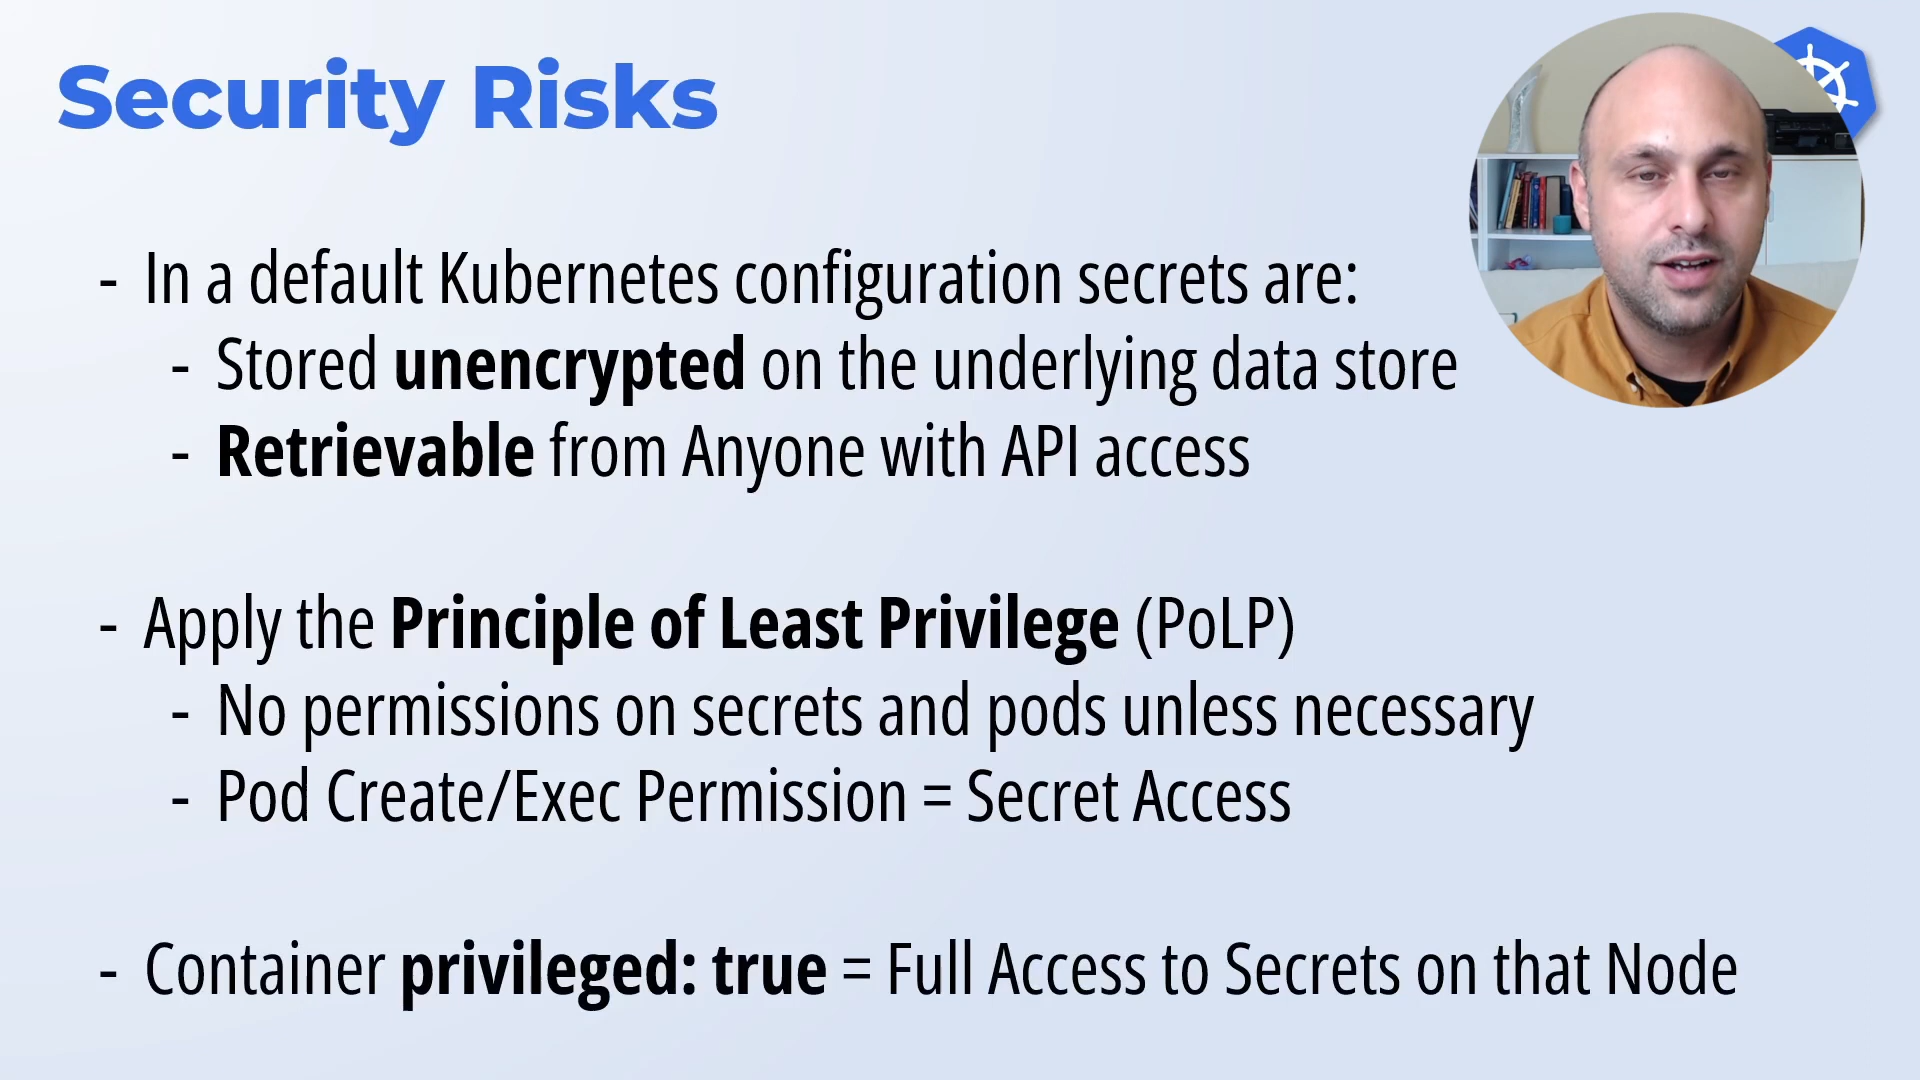 Security Risks
- In a default Kubernetes configuration secrets are:
- Stored unencrypted on the underlying data store
- Retrievable from Anyone with API access
- Apply the Principle of Least Privilege (PoLP)
- No permissions on secrets and pods unless necessary
- Pod Create/Exec Permission = Secret Access
- Container privileged: true = Full Access to Secrets on that Node